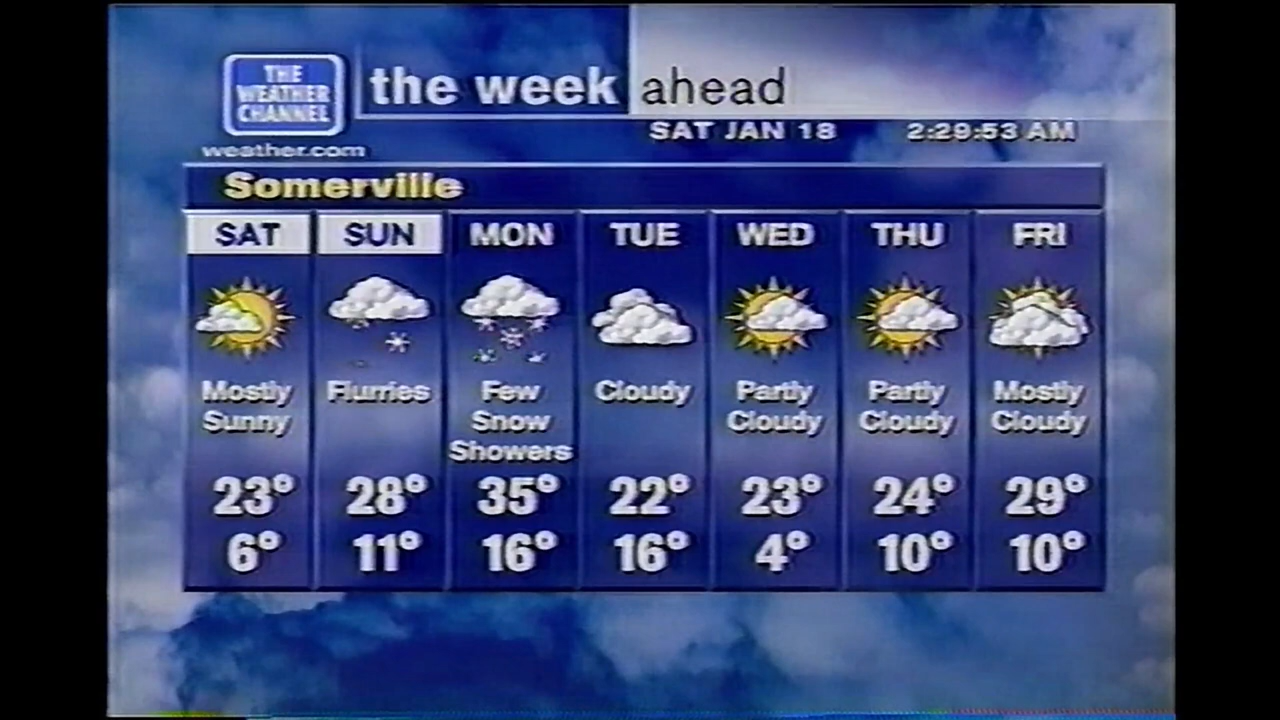 THE
WEATHER
CHANNEL
the week ahead
SAT JAN 18 2:29:53 AM
weather.com
Somerville
SAT SUN MON TUE WED THU FRI
Mostly Sunny
Flurries
Few Snow Showers
Cloudy
Partly Cloudy
Partly Cloudy
Mostly Cloudy
23° 28° 35° 22° 23° 24° 29°
6° 11° 16° 16° 4° 10° 10°